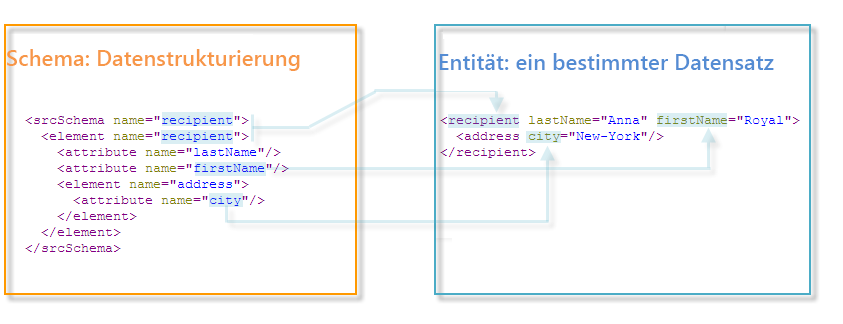 Schema: Datenstrukturierung
<srcSchema name="recipient">
<element name="recipient">
<attribute name="lastName"/>
<attribute name="firstName"/>
<element name="address">
<attribute name="city"/>
</element>
</element>
</srcSchema>
Entität: ein bestimmter Datensatz
<recipient lastName="Anna" firstName="Royal">
<address city="New-York"/>
</recipient>